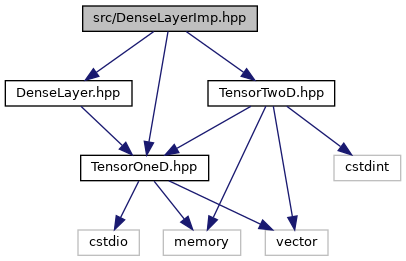 src/DenseLayerImp.hpp
DenseLayer.hpp
TensorTwoD.hpp
TensorOneD.hpp
cstdint
cstdio
memory
vector